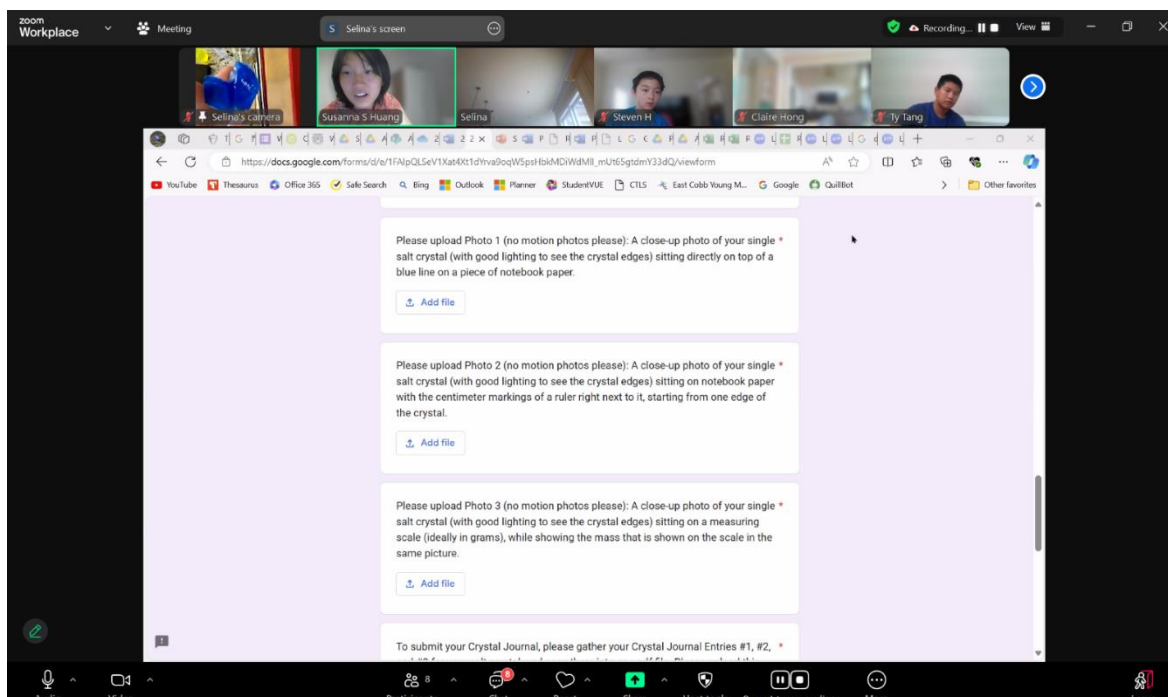 zoom
Workplace
Meeting
S Selina's screen
Recording...
View
Selina's camera
Susanna S Huang
Selina
Steven H
Claire Hong
Ty Tang
https://docs.google.com/forms/d/e/1FAIpQLSeV1Xat4Xt1dYrva9oqW5psHbkMDiWdMII_mUt65gtdmY33dQ/viewform
YouTube Thesaurus Office 365 Safe Search Bing Outlook Planner StudentVUE CTLS East Cobb Young M... Google QuillBot Other favorites
Please upload Photo 1 (no motion photos please): A close-up photo of your single *
salt crystal (with good lighting to see the crystal edges) sitting directly on top of a
blue line on a piece of notebook paper.
Add file
Please upload Photo 2 (no motion photos please): A close-up photo of your single *
salt crystal (with good lighting to see the crystal edges) sitting on notebook paper
with the centimeter markings of a ruler right next to it, starting from one edge of
the crystal.
Add file
Please upload Photo 3 (no motion photos please): A close-up photo of your single *
salt crystal (with good lighting to see the crystal edges) sitting on a measuring
scale (ideally in grams), while showing the mass that is shown on the scale in the
same picture.
Add file
To submit your Crystal Journal, please gather your Crystal Journal Entries #1, #2, *
8
8